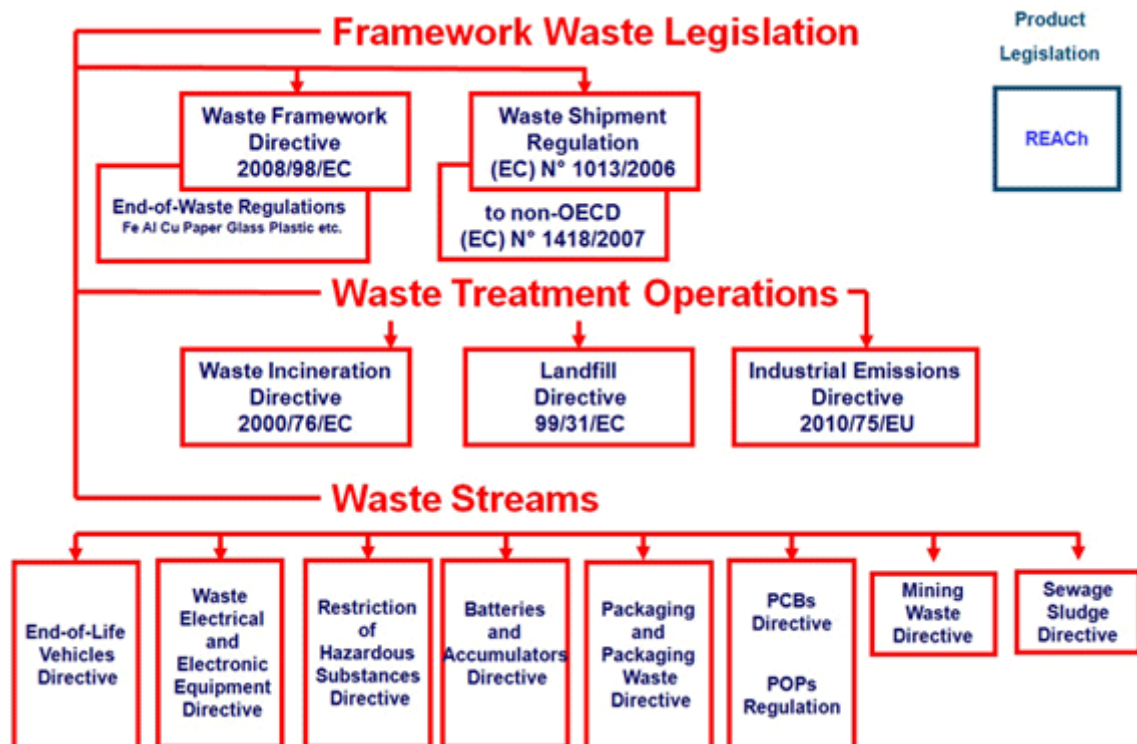 Framework Waste Legislation
Product
Legislation
REACh
Waste Framework
Directive
2008/98/EC
End-of-Waste Regulations
Fe Al Cu Paper Glass Plastic etc.
Waste Shipment
Regulation
(EC) N° 1013/2006
to non-OECD
(EC) N° 1418/2007
Waste Treatment Operations
Waste Incineration
Directive
2000/76/EC
Landfill
Directive
99/31/EC
Industrial Emissions
Directive
2010/75/EU
Waste Streams
End-of-Life
Vehicles
Directive
Waste
Electrical
and
Electronic
Equipment
Directive
Restriction
of
Hazardous
Substances
Directive
Batteries
and
Accumulators
Directive
Packaging
and
Packaging
Waste
Directive
PCBs
Directive
POPs
Regulation
Mining
Waste
Directive
Sewage
Sludge
Directive